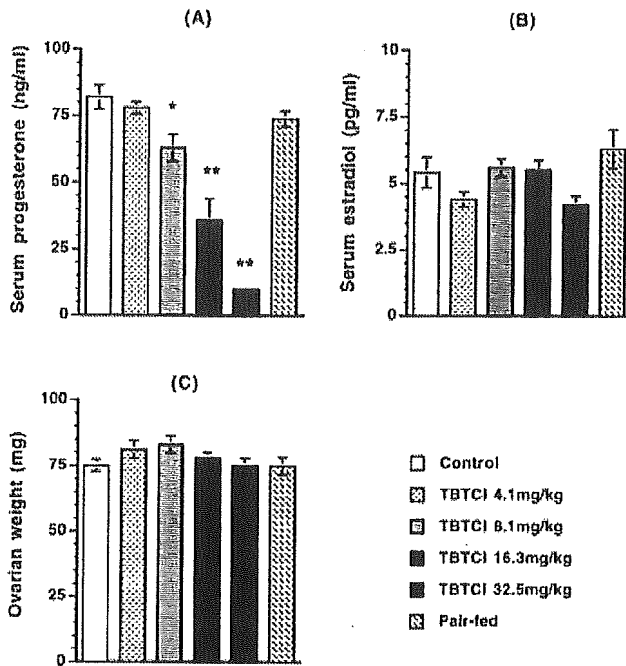 (A)
Serum progesterone (ng/ml)
100
75
50
25
0
*
**
**
(B)
Serum estradiol (pg/ml)
10
7.5
5
2.5
0
(C)
Ovarian weight (mg)
100
75
50
25
0
Control
TBTCl 4.1mg/kg
TBTCl 8.1mg/kg
TBTCl 16.3mg/kg
TBTCl 32.5mg/kg
Pair-fed